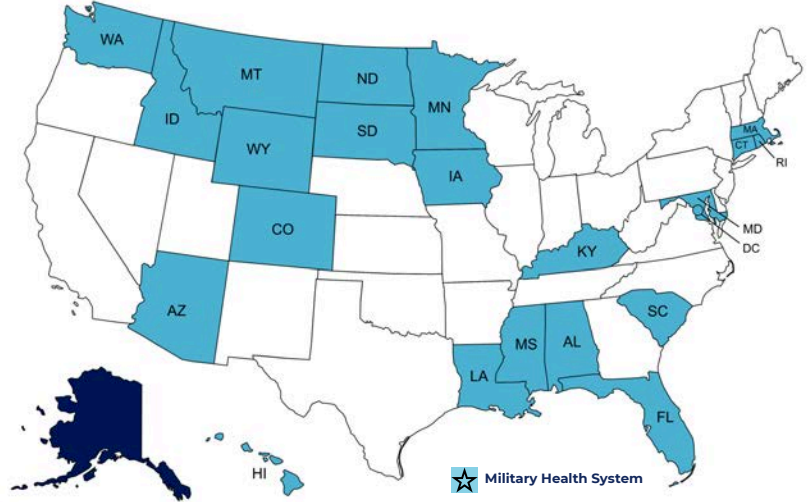 WA
MT
ND
MN
ID
SD
WY
IA
MA
CT
RI
CO
MD
DC
KY
AZ
SC
MS
AL
LA
FL
HI
Military Health System